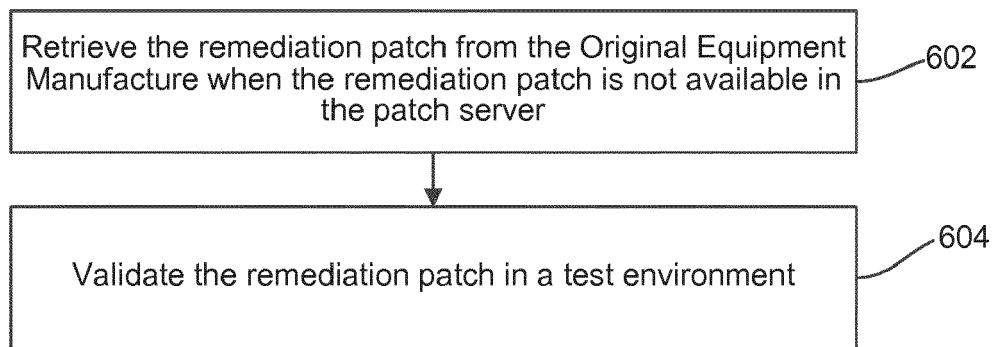 Retrieve the remediation patch from the Original Equipment
Manufacture when the remediation patch is not available in
the patch server
602
Validate the remediation patch in a test environment
604